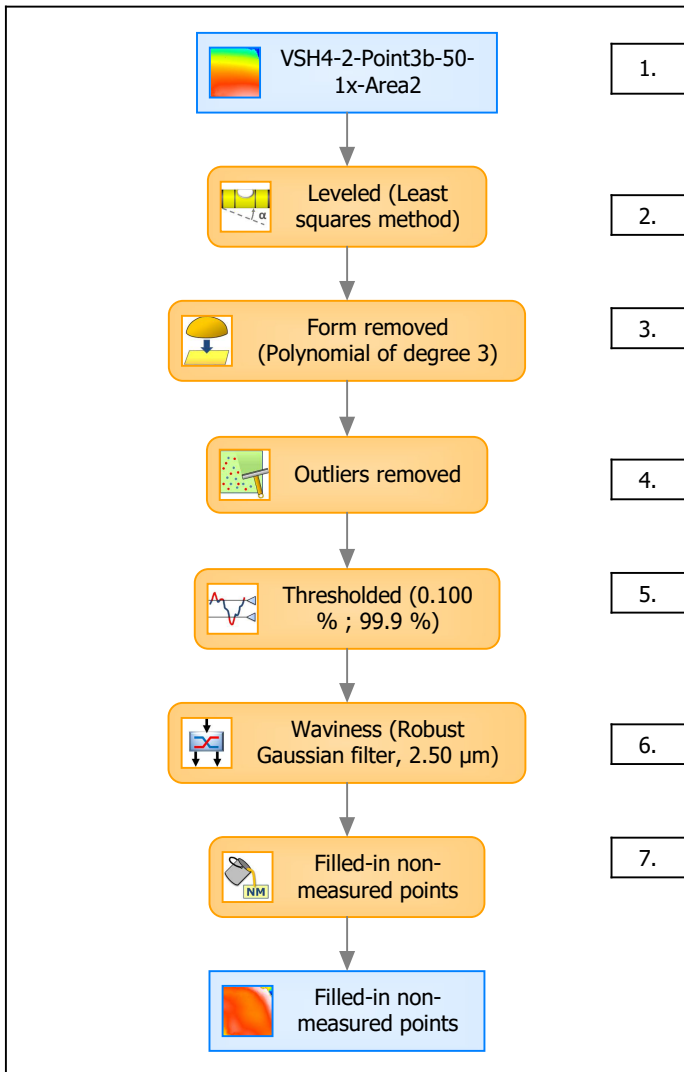 VSH4-2-Point3b-50-
1x-Area2
1.
Leveled (Least
squares method)
α
2.
Form removed
(Polynomial of degree 3)
3.
Outliers removed
4.
Thresholded (0.100
% ; 99.9 %)
5.
Waviness (Robust
Gaussian filter, 2.50 µm)
6.
Filled-in non-
measured points
NM
7.
Filled-in non-
measured points